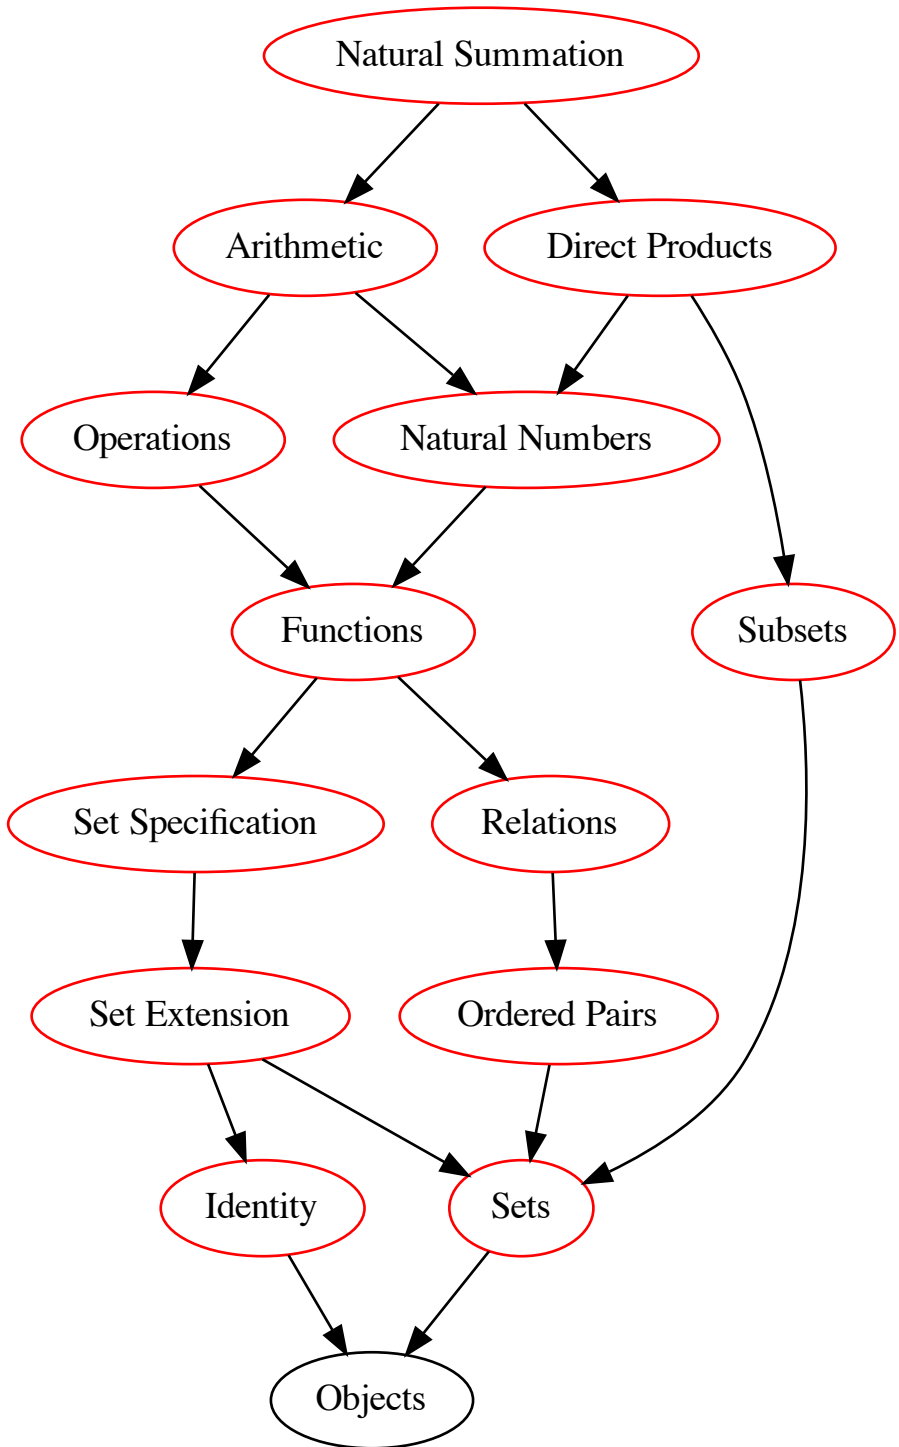 Natural Summation
Arithmetic
Direct Products
Operations
Natural Numbers
Functions
Subsets
Set Specification
Relations
Set Extension
Ordered Pairs
Identity
Sets
Objects